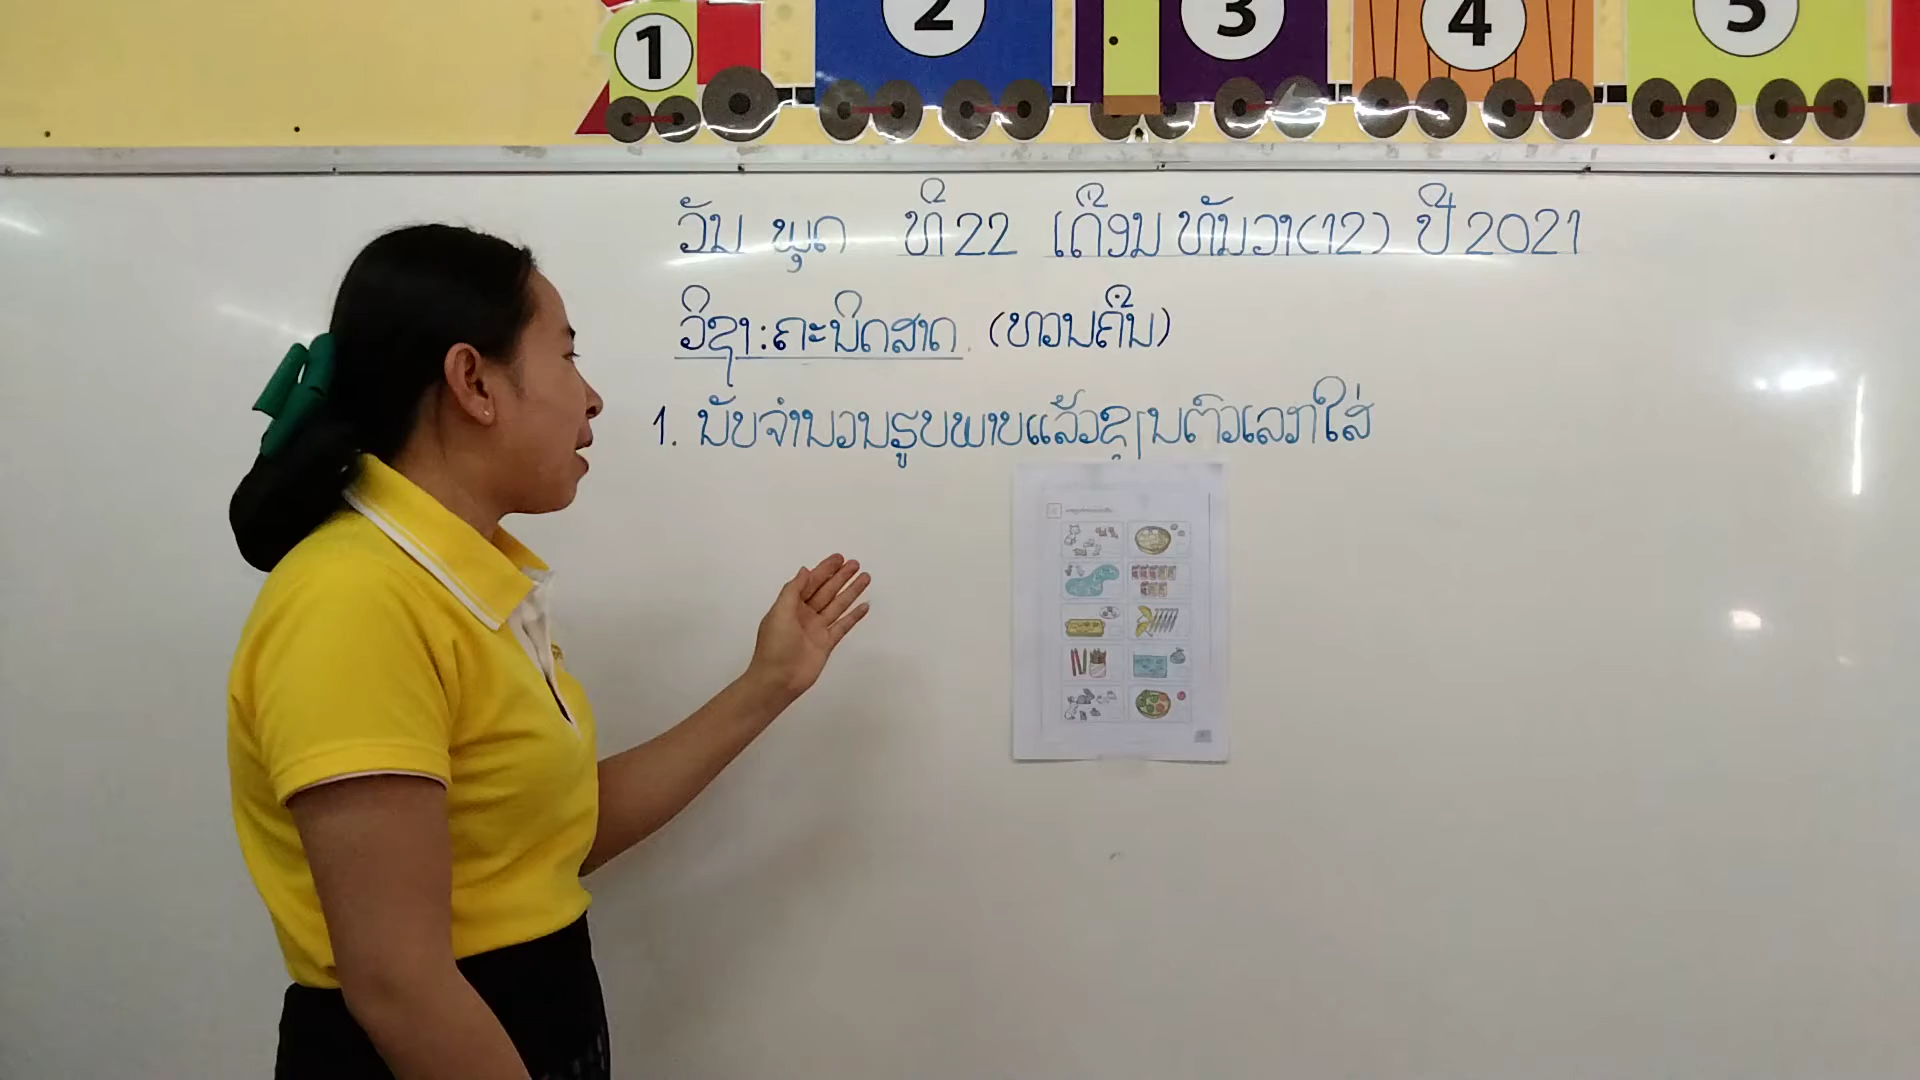 1 2 3 4 5
ວັນ ພຸດ ທີ 22 ເດືອນ ທັນວາ(12) ປີ 2021
ວິຊາ:ຄະນິດສາດ (ທວນຄືນ)
1. ນັບຈຳນວນຮູບພາບແລ້ວຂຽນຕົວເລກໃສ່